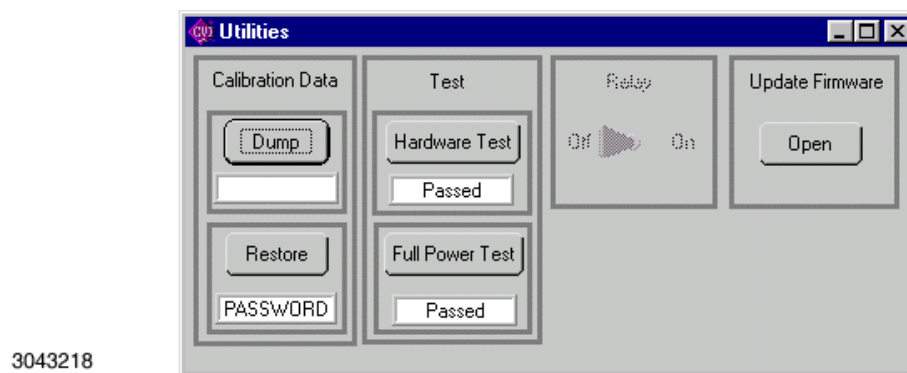 CVI Utilities
Calibration Data
Dump
Restore
PASSWORD
Test
Hardware Test
Passed
Full Power Test
Passed
Relay
Off On
Update Firmware
Open
3043218